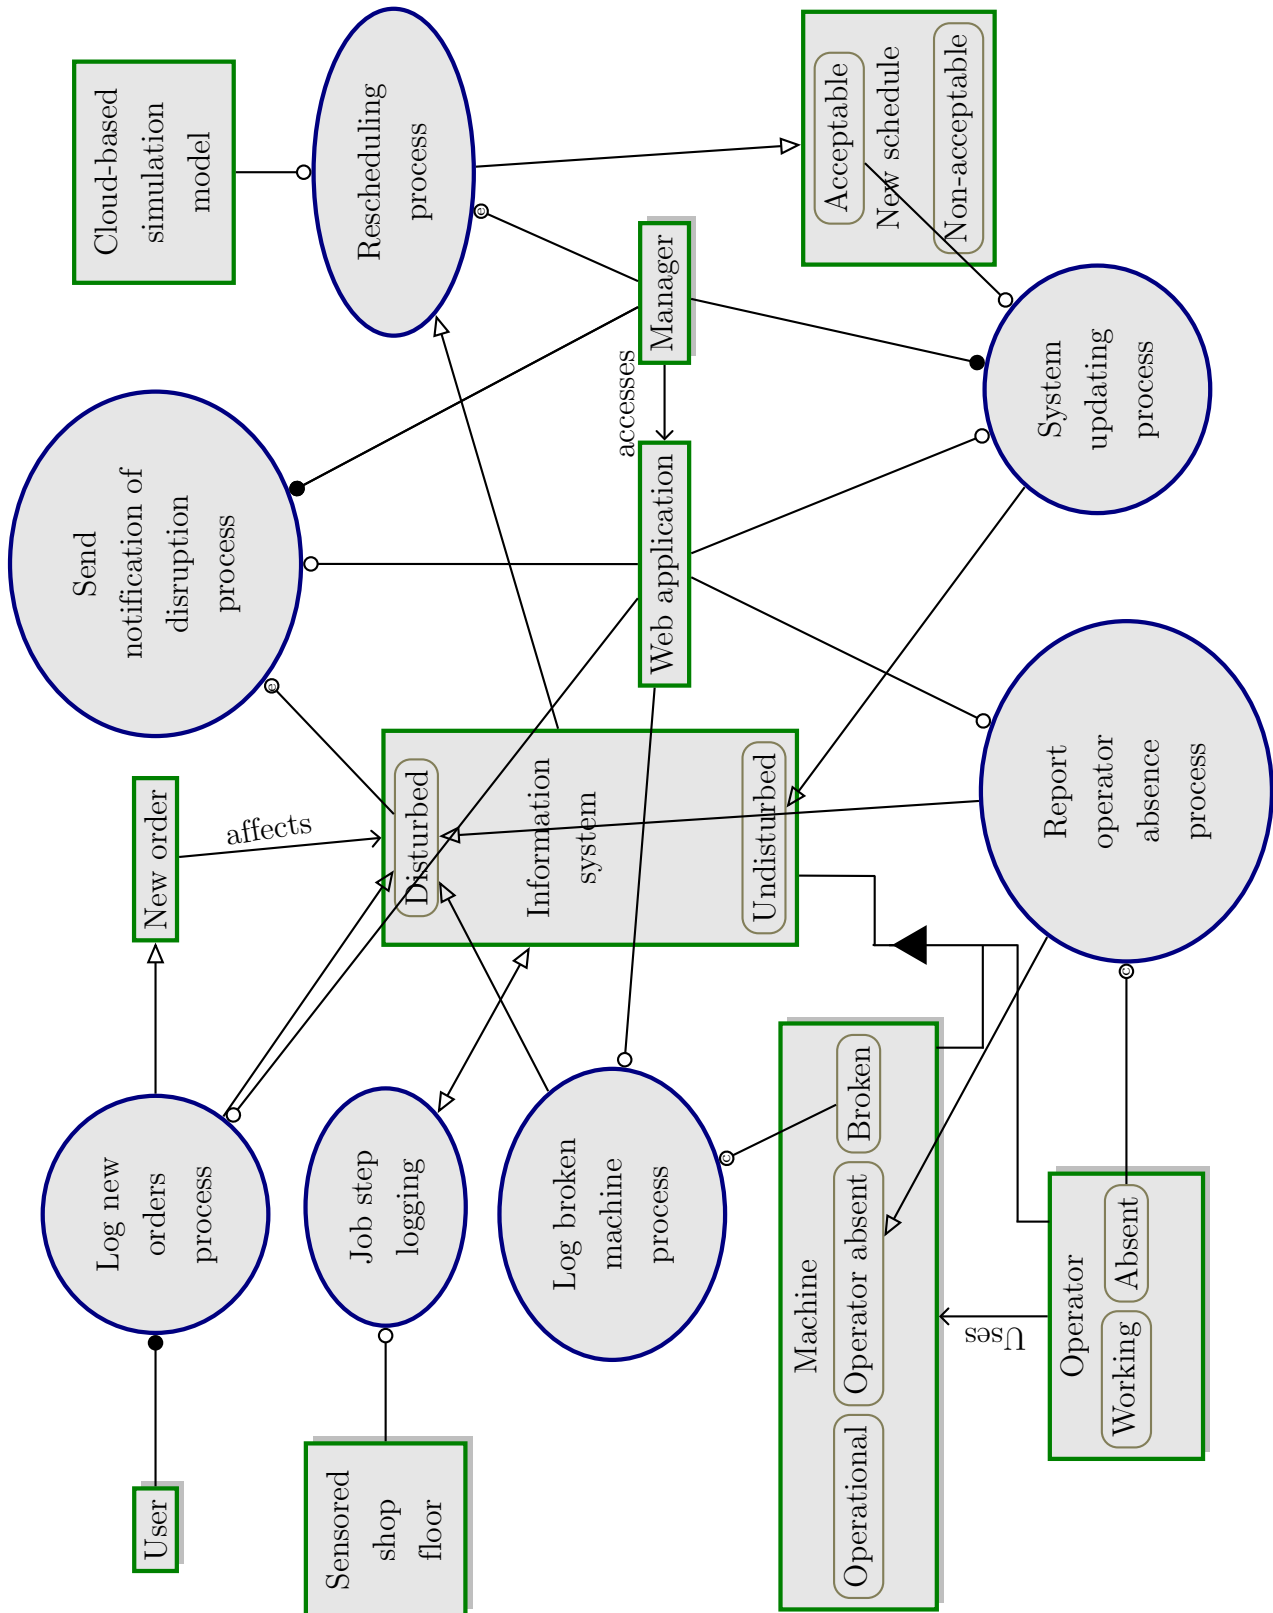 User
Log new
orders
process
New order
affects
Send
notification of
disruption
process
Cloud-based
simulation
model
Sensored
shop
floor
Job step
logging
Disturbed
Information
system
Undisturbed
e
Rescheduling
process
e
Log broken
machine
process
c
Web application
accesses
Manager
Acceptable
New schedule
Non-acceptable
Machine
Operational
Operator absent
Broken
Uses
Operator
Working
Absent
c
Report
operator
absence
process
System
updating
process